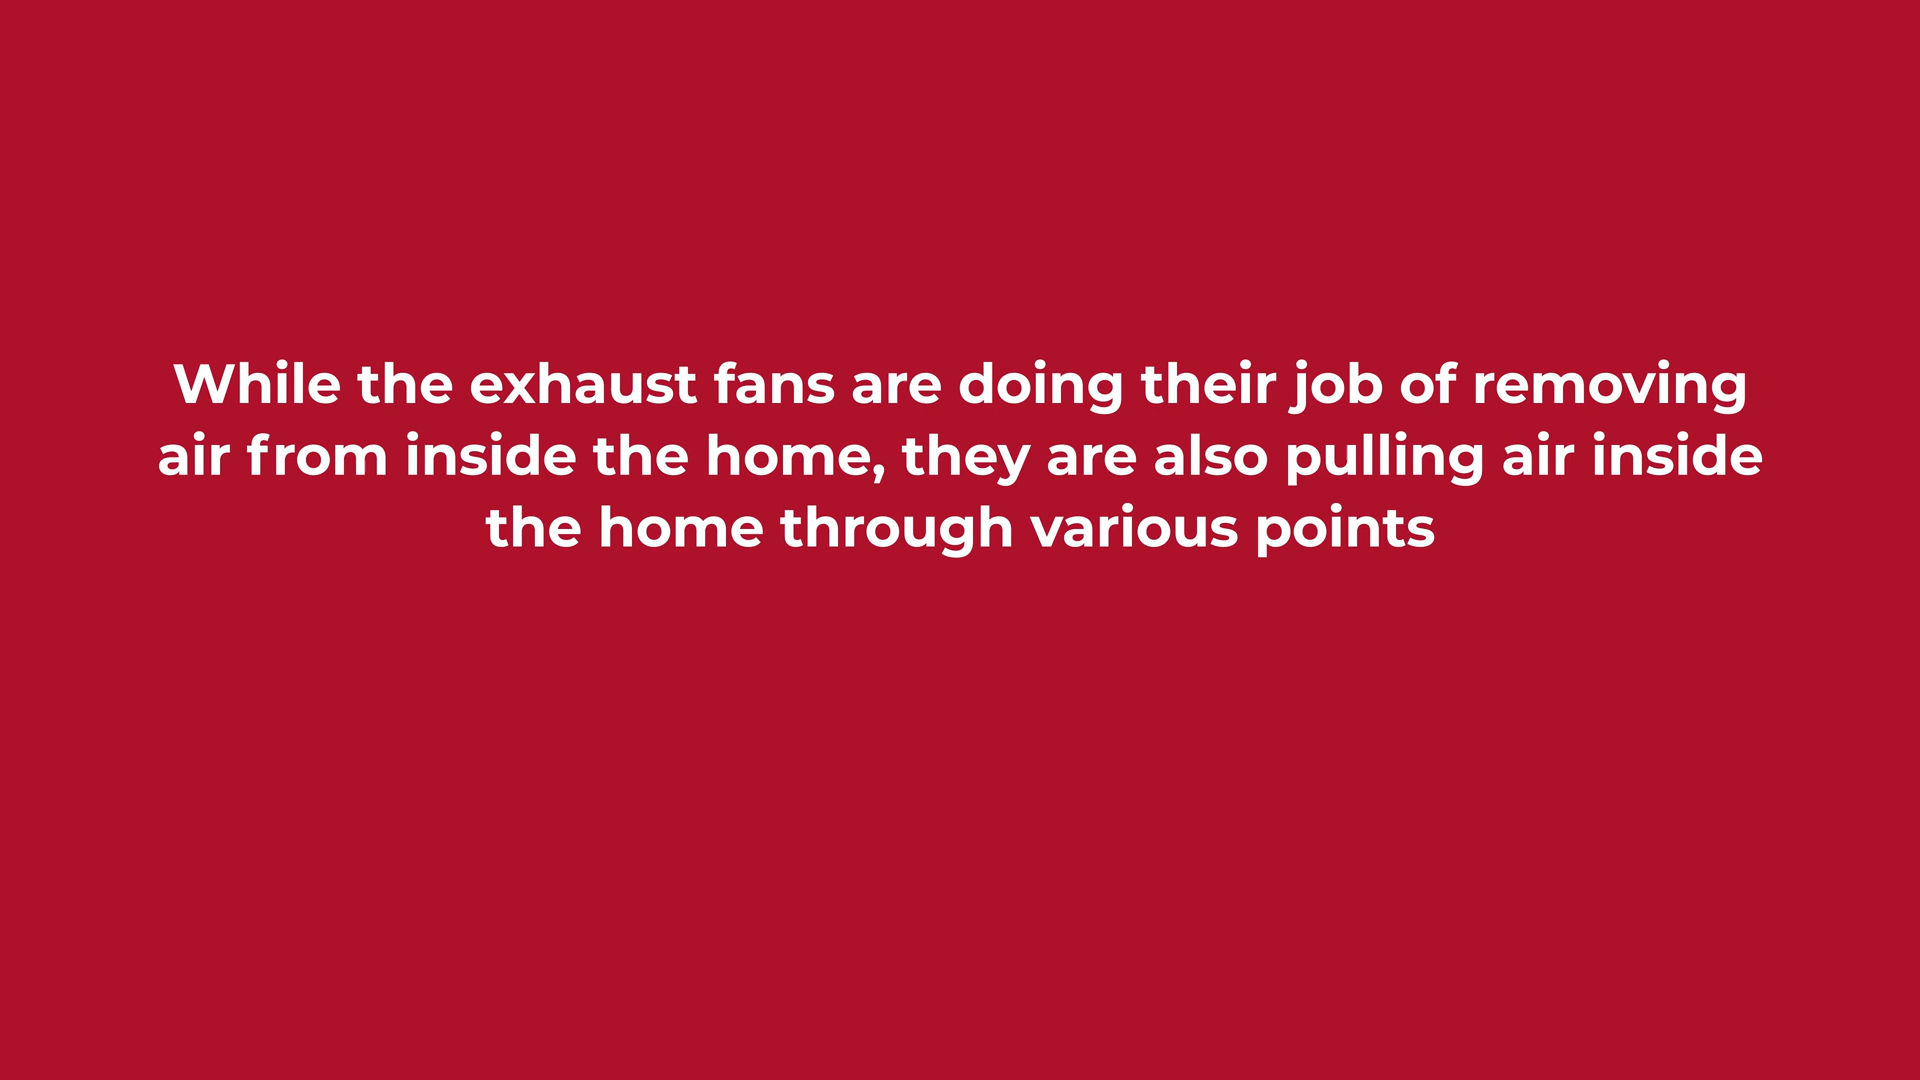 While the exhaust fans are doing their job of removing
air from inside the home, they are also pulling air inside
the home through various points